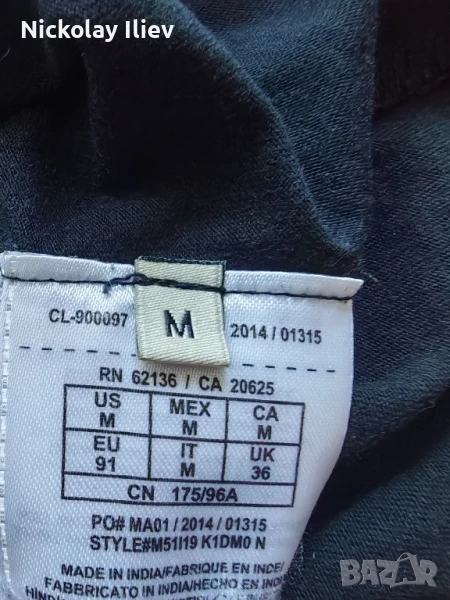 Nickolay Iliev
M
CL-900097 2014 / 01315
RN 62136 / CA 20625
US MEX CA
M M M
EU IT UK
91 M 36
CN 175/96A
PO# MA01 / 2014 / 01315
STYLE#M51I19 K1DM0 N
MADE IN INDIA/FABRIQUE EN INDE/
FABBRICATO IN INDIA/HECHO EN INDIA
BAZAR